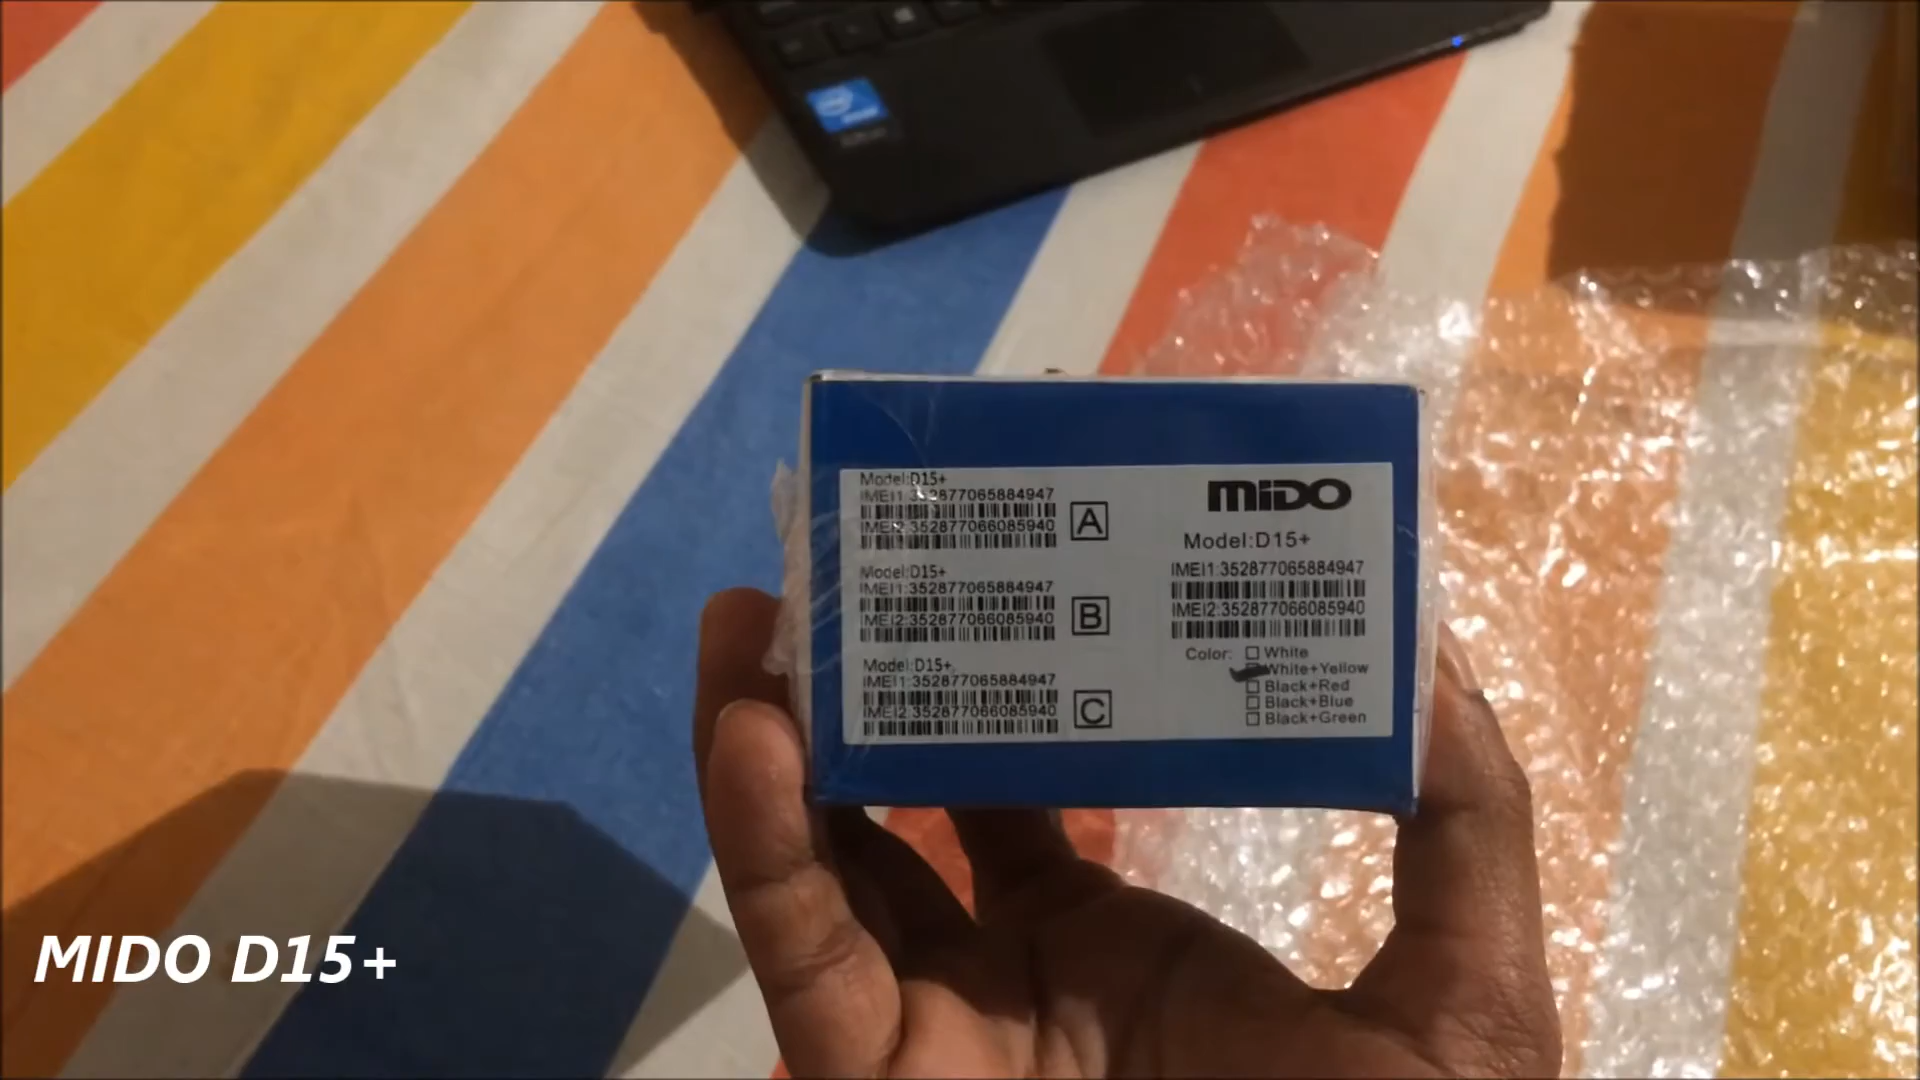 Model:D15+
IMEI1:352877065884947
IMEI2:352877066085940
A
Model:D15+
IMEI1:352877065884947
IMEI2:352877066085940
B
Model:D15+
IMEI1:352877065884947
IMEI2 352877066085940
C
MIDO
Model:D15+
IMEI1:352877065884947
IMEI2:352877066085940
Color: White
White+Yellow
Black+Red
Black+Blue
Black+Green
MIDO D15+